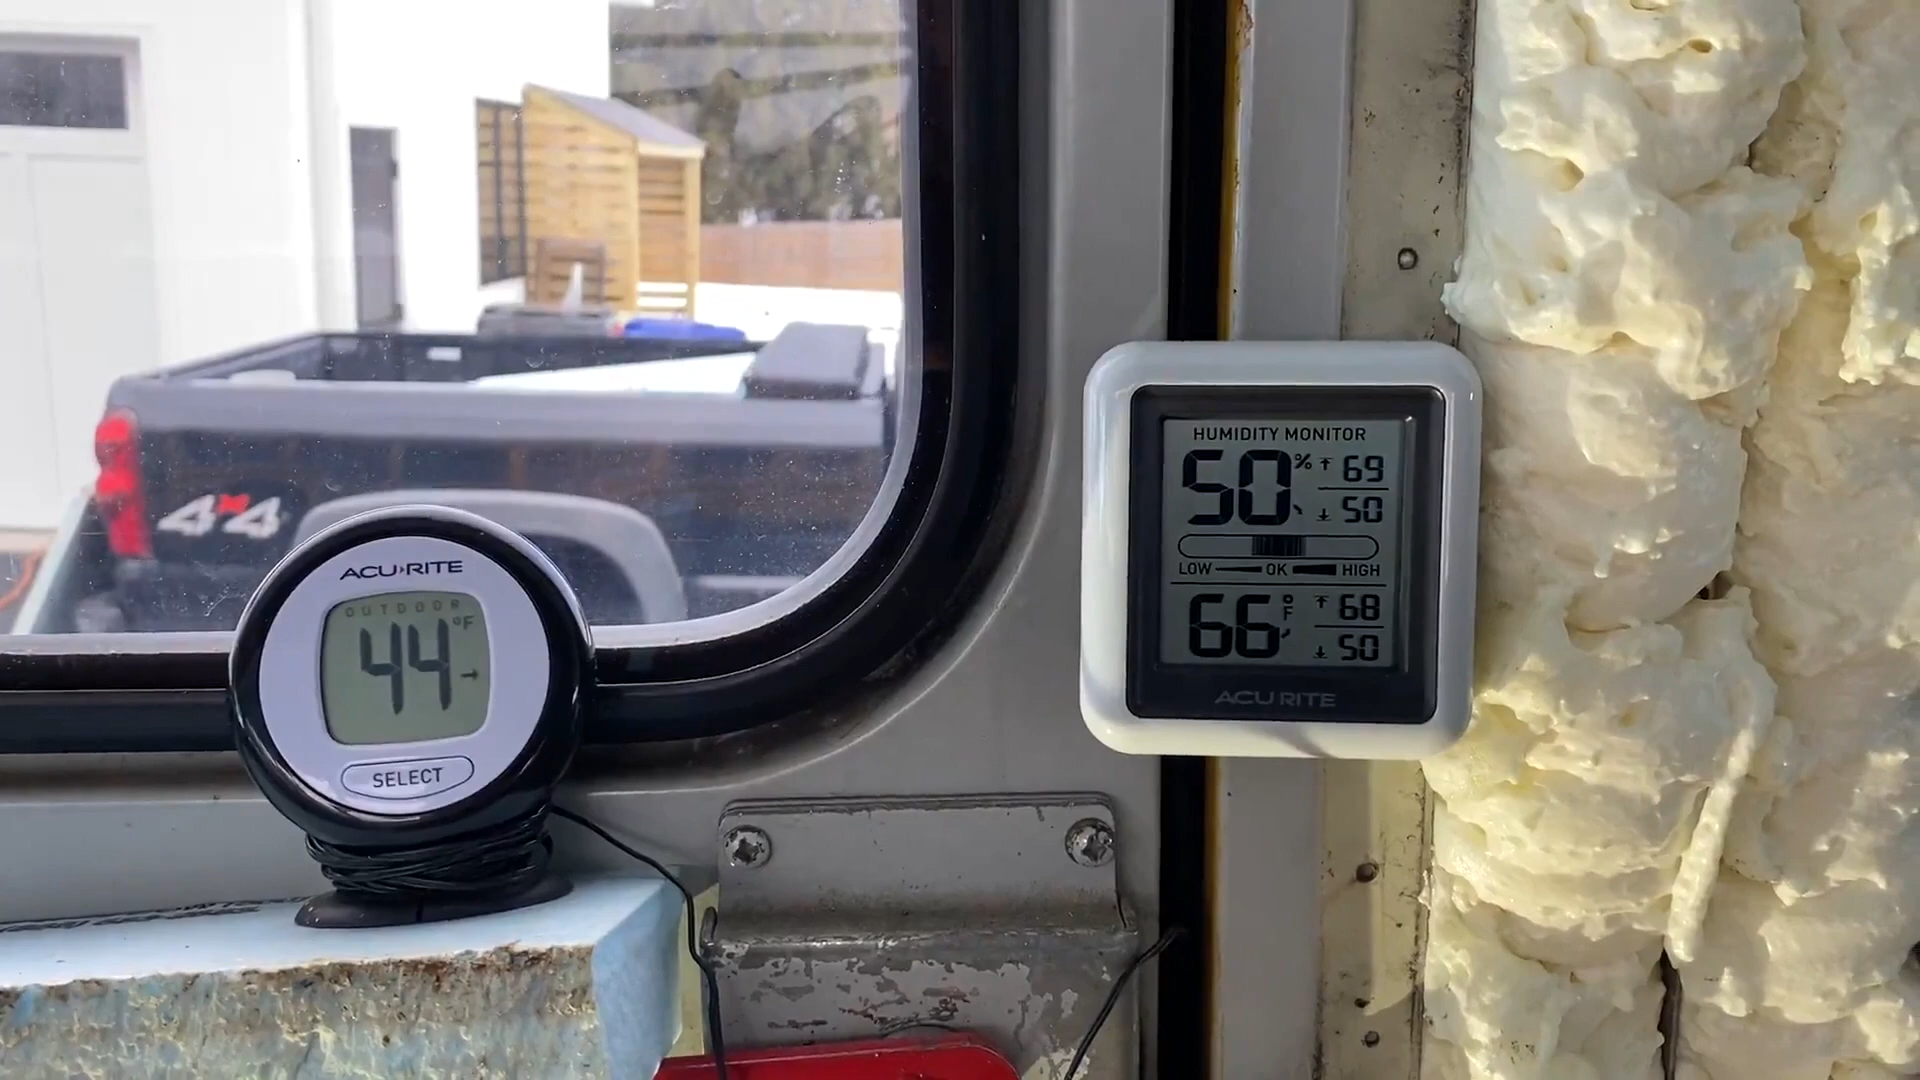 4x4
ACURITE
OUTDOOR
44 °F →
SELECT
HUMIDITY MONITOR
50% ↑ 69
↓ 50
LOW OK HIGH
66 °F ↑ 68
↓ 50
ACURITE